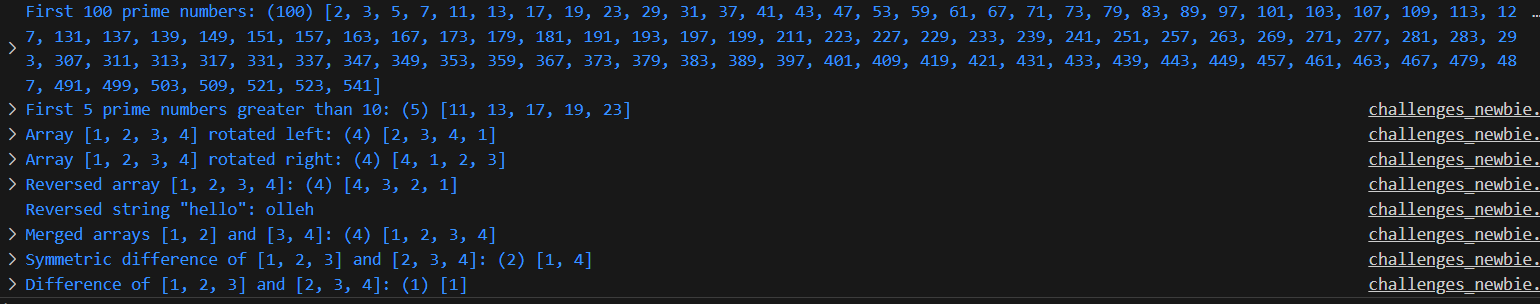 First 100 prime numbers: (100) [2, 3, 5, 7, 11, 13, 17, 19, 23, 29, 31, 37, 41, 43, 47, 53, 59, 61, 67, 71, 73, 79, 83, 89, 97, 101, 103, 107, 109, 113, 12 …
7, 131, 137, 139, 149, 151, 157, 163, 167, 173, 179, 181, 191, 193, 197, 199, 211, 223, 227, 229, 233, 239, 241, 251, 257, 263, 269, 271, 277, 281, 283, 29
3, 307, 311, 313, 317, 331, 337, 347, 349, 353, 359, 367, 373, 379, 383, 389, 397, 401, 409, 419, 421, 431, 433, 439, 443, 449, 457, 461, 463, 467, 479, 48
7, 491, 499, 503, 509, 521, 523, 541]
First 5 prime numbers greater than 10: (5) [11, 13, 17, 19, 23] challenges_newbie.
Array [1, 2, 3, 4] rotated left: (4) [2, 3, 4, 1] challenges_newbie.
Array [1, 2, 3, 4] rotated right: (4) [4, 1, 2, 3] challenges_newbie.
Reversed array [1, 2, 3, 4]: (4) [4, 3, 2, 1] challenges_newbie.
Reversed string "hello": olleh challenges_newbie.
Merged arrays [1, 2] and [3, 4]: (4) [1, 2, 3, 4] challenges_newbie.
Symmetric difference of [1, 2, 3] and [2, 3, 4]: (2) [1, 4] challenges_newbie.
Difference of [1, 2, 3] and [2, 3, 4]: (1) [1] challenges_newbie.